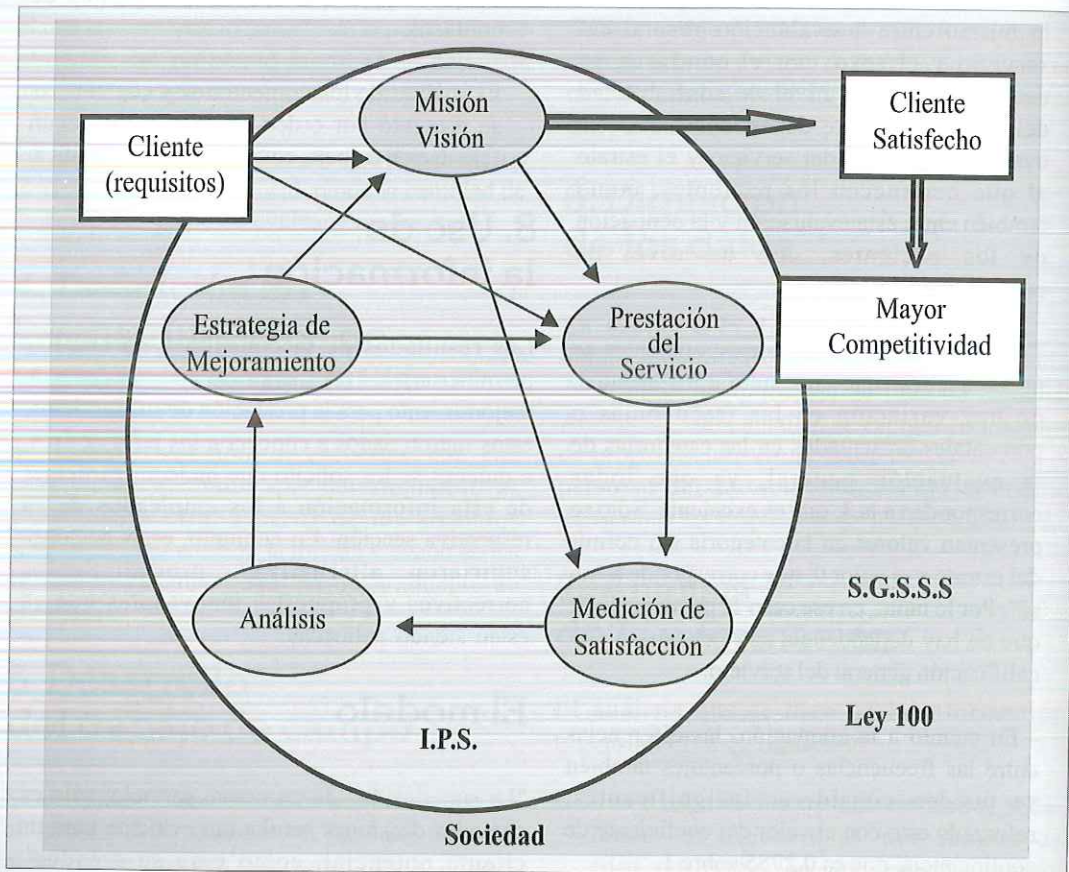 Misión
Visión
Cliente
(requisitos)
Cliente
Satisfecho
Estrategia de
Mejoramiento
Prestación
del
Servicio
Mayor
Competitividad
Análisis
Medición de
Satisfacción
S.G.S.S.S
Ley 100
I.P.S.
Sociedad